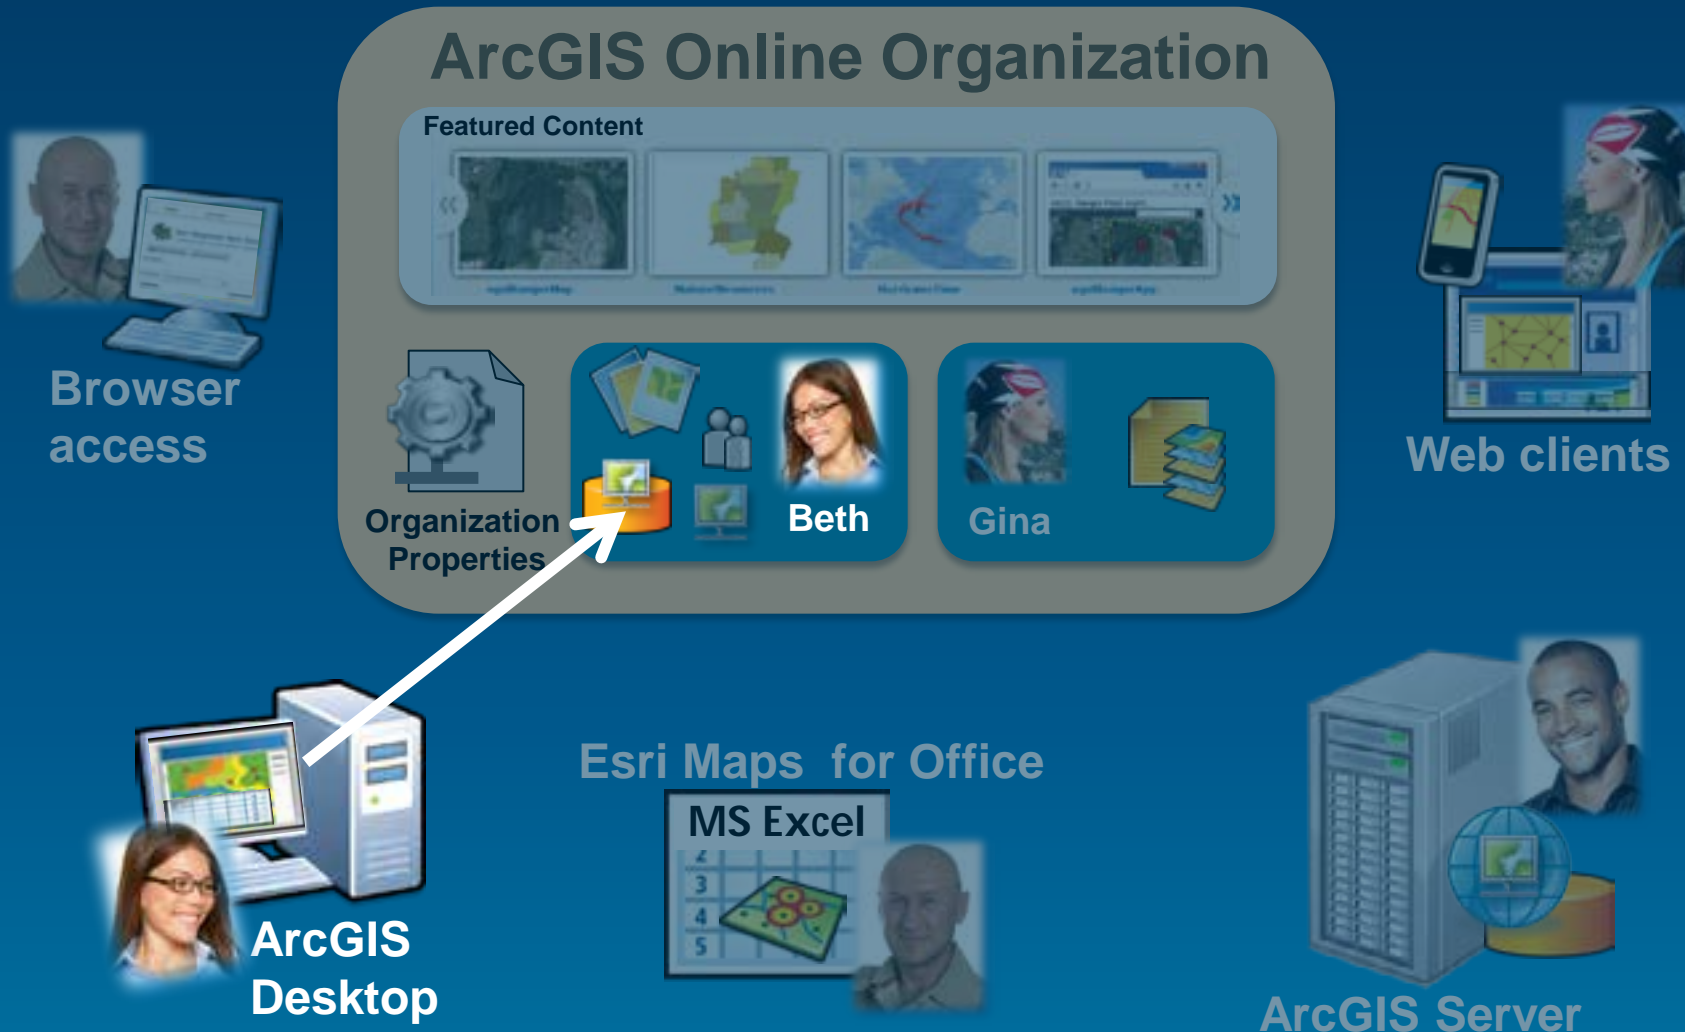 ArcGIS Online Organization
Featured Content
Browser
access
Web clients
Organization
Properties
Beth
Gina
Esri Maps for Office
MS Excel
2
3
4
5
ArcGIS
Desktop
ArcGIS Server